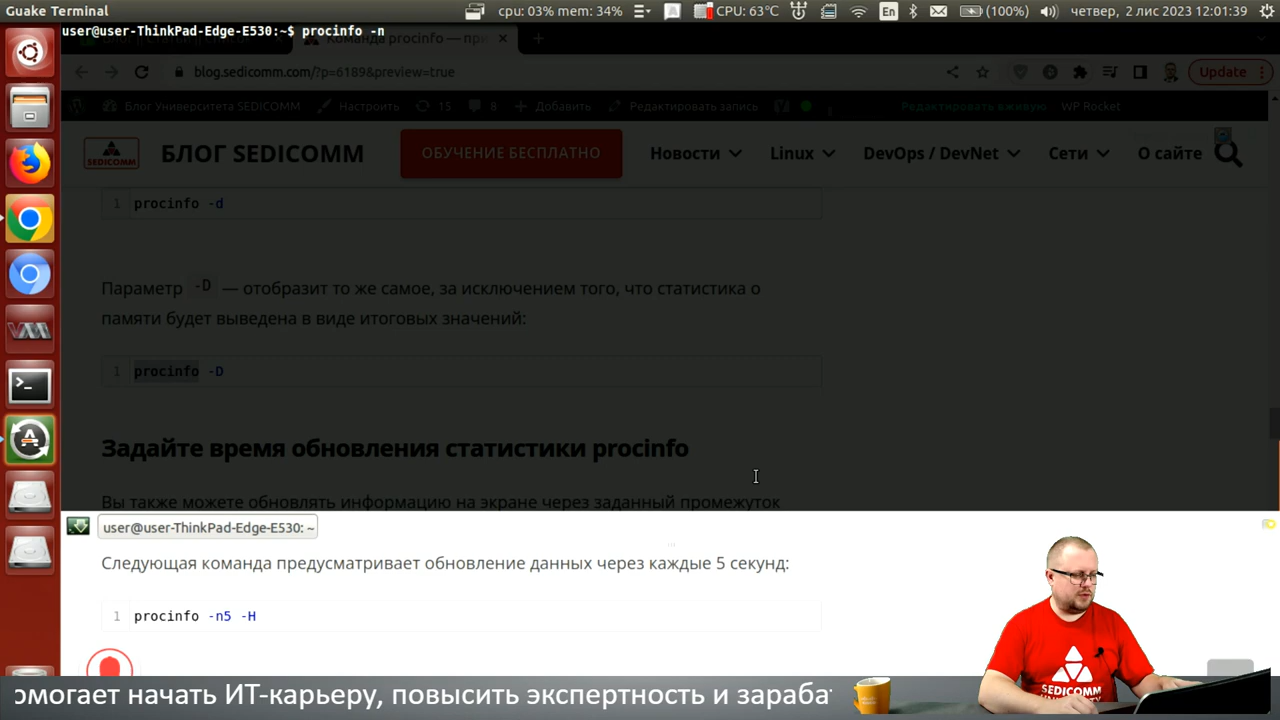 Guake Terminal
cpu: 03% mem: 34%
CPU: 63℃
En
(100%)
четвер, 2 лис 2023 12:01:39
user@user-ThinkPad-Edge-E530:~$ procinfo -n
Команда procinfo — при
blog.sedicomm.com/?p=6189&preview=true
Update
Блог Университета SEDICOMM
Настроить
15
8
Добавить
Редактировать запись
Редактировать вживую
WP Rocket
SEDICOMM
БЛОГ SEDICOMM
ОБУЧЕНИЕ БЕСПЛАТНО
Новости
Linux
DevOps / DevNet
Сети
О сайте
1 procinfo -d
Параметр -D — отобразит то же самое, за исключением того, что статистика о
памяти будет выведена в виде итоговых значений:
1 procinfo -D
Задайте время обновления статистики procinfo
Вы также можете обновлять информацию на экране через заданный промежуток
user@user-ThinkPad-Edge-E530: ~
Следующая команда предусматривает обновление данных через каждые 5 секунд:
1 procinfo -n5 -H
SEDICOMM
UNIVERSITY
омогает начать ИТ-карьеру, повысить экспертность и зараба